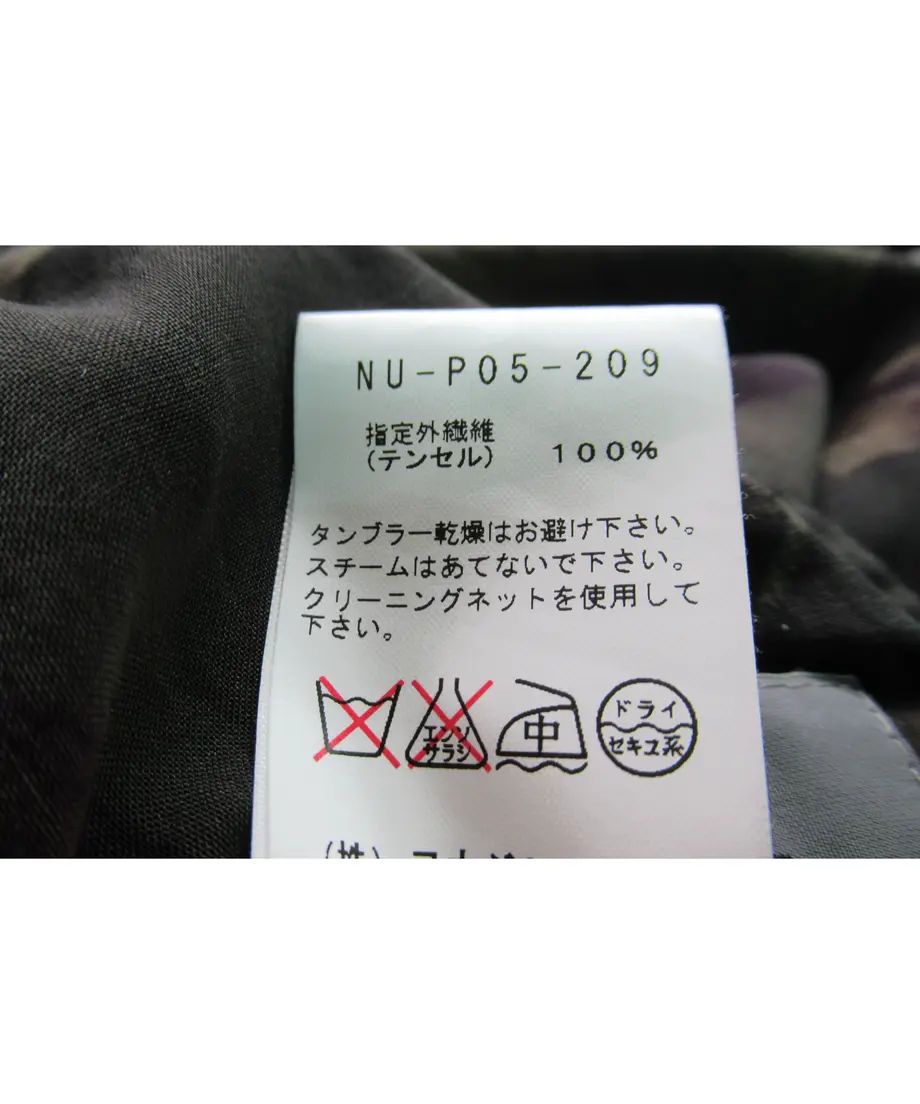 NU-P05-209
指定外繊維
(テンセル) 100%
タンブラー乾燥はお避け下さい。
スチームはあてないで下さい。
クリーニングネットを使用して
下さい。
エンソ
サラシ
中
ドライ
セキユ系
(株)